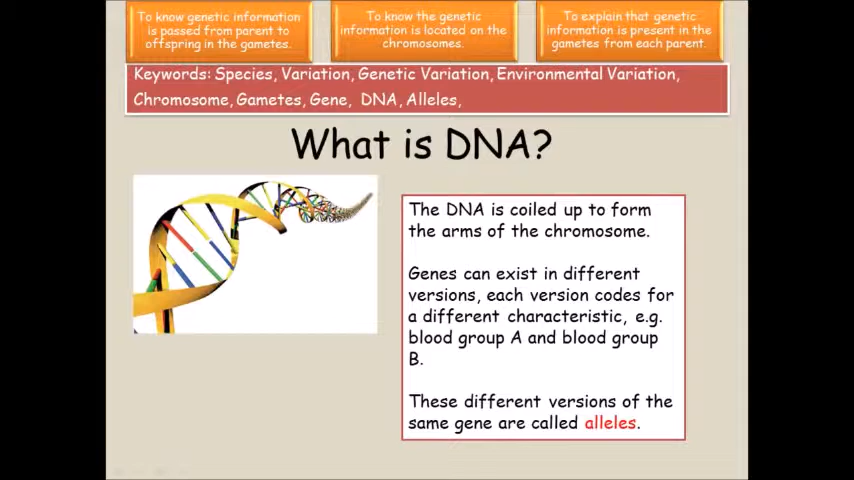 To know genetic information
is passed from parent to
offspring in the gametes.
To know the genetic
information is located on the
chromosomes.
To explain that genetic
information is present in the
gametes from each parent.
Keywords: Species, Variation, Genetic Variation, Environmental Variation,
Chromosome, Gametes, Gene, DNA, Alleles,
What is DNA?
The DNA is coiled up to form
the arms of the chromosome.
Genes can exist in different
versions, each version codes for
a different characteristic, e.g.
blood group A and blood group
B.
These different versions of the
same gene are called alleles.